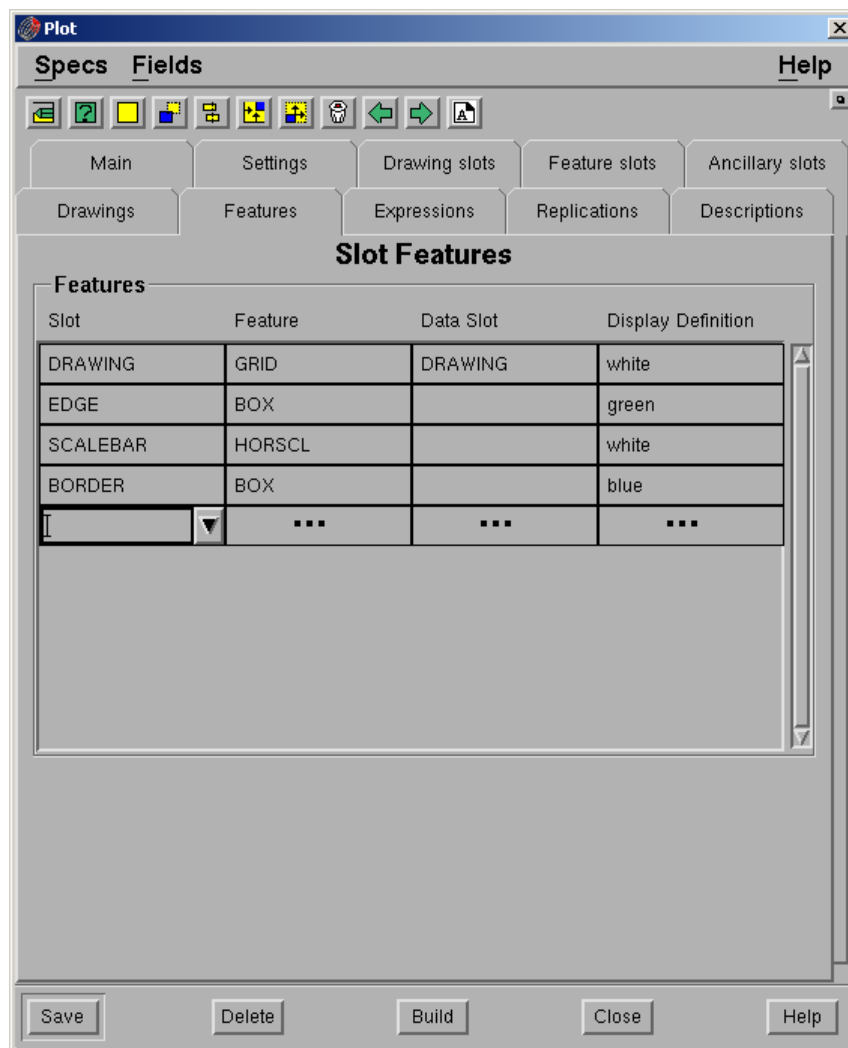 Plot
Specs Fields Help
Main Settings Drawing slots Feature slots Ancillary slots
Drawings Features Expressions Replications Descriptions
Slot Features
Features
Slot Feature Data Slot Display Definition
DRAWING GRID DRAWING white
EDGE BOX green
SCALEBAR HORSCL white
BORDER BOX blue
... ... ...
Save Delete Build Close Help